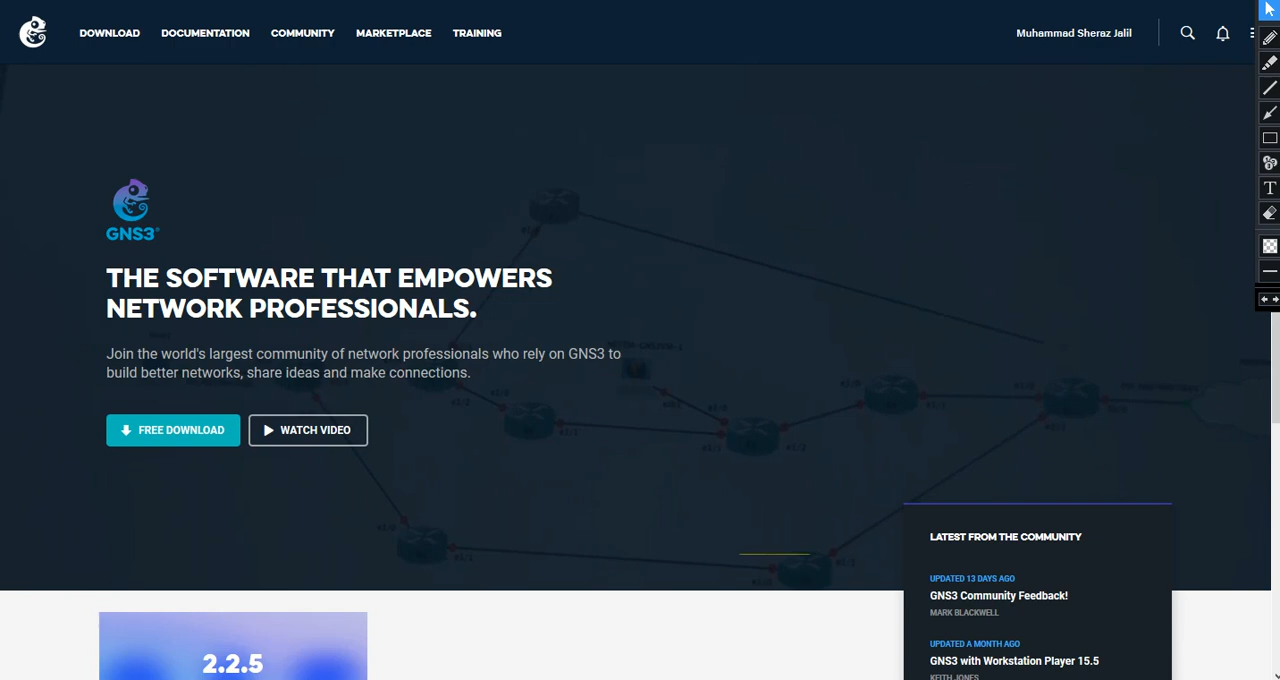 DOWNLOAD
DOCUMENTATION
COMMUNITY
MARKETPLACE
TRAINING
Muhammad Sheraz Jalil
GNS3
THE SOFTWARE THAT EMPOWERS
NETWORK PROFESSIONALS.
Join the world's largest community of network professionals who rely on GNS3 to
build better networks, share ideas and make connections.
FREE DOWNLOAD
WATCH VIDEO
LATEST FROM THE COMMUNITY
UPDATED 13 DAYS AGO
GNS3 Community Feedback!
MARK BLACKWELL
UPDATED A MONTH AGO
GNS3 with Workstation Player 15.5
KEITH JONES
2.2.5